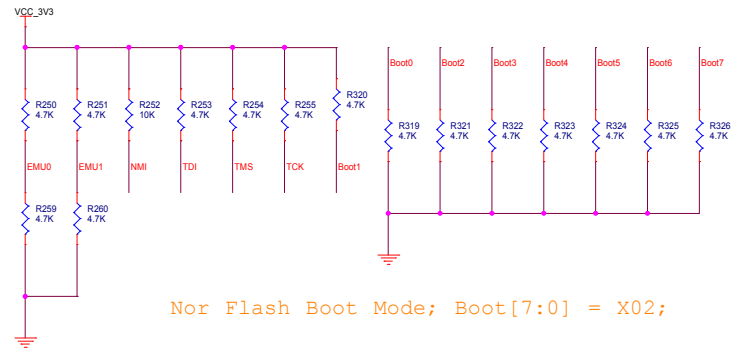 VCC_3V3
Boot0 Boot2 Boot3 Boot4 Boot5 Boot6 Boot7
R250 4.7K
R251 4.7K
R252 10K
R253 4.7K
R254 4.7K
R255 4.7K
R320 4.7K
R319 4.7K
R321 4.7K
R322 4.7K
R323 4.7K
R324 4.7K
R325 4.7K
R326 4.7K
EMU0 EMU1 NMI TDI TMS TCK Boot1
R259 4.7K
R260 4.7K
Nor Flash Boot Mode; Boot[7:0] = X02;